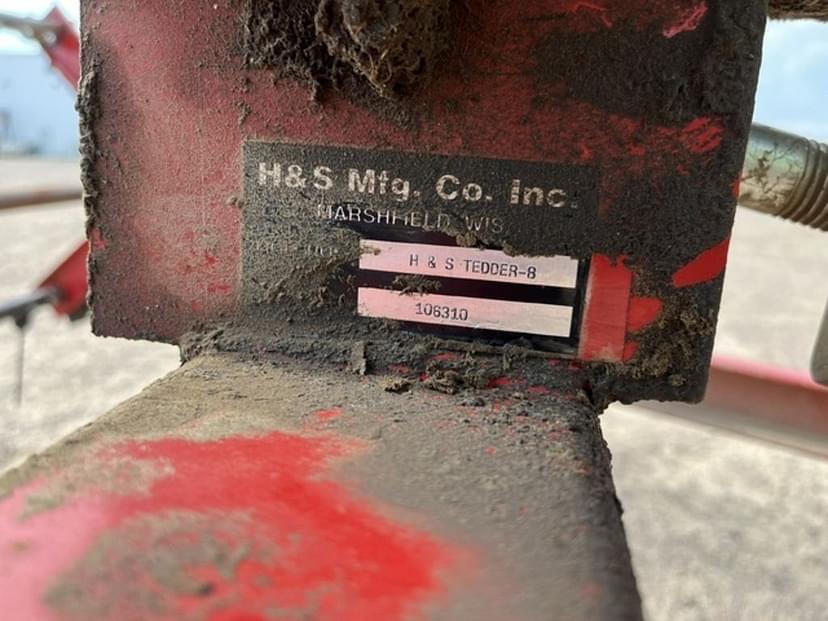 H&S Mfg. Co. Inc.
MARSHFIELD, WIS.
H & S TEDDER-8
106310